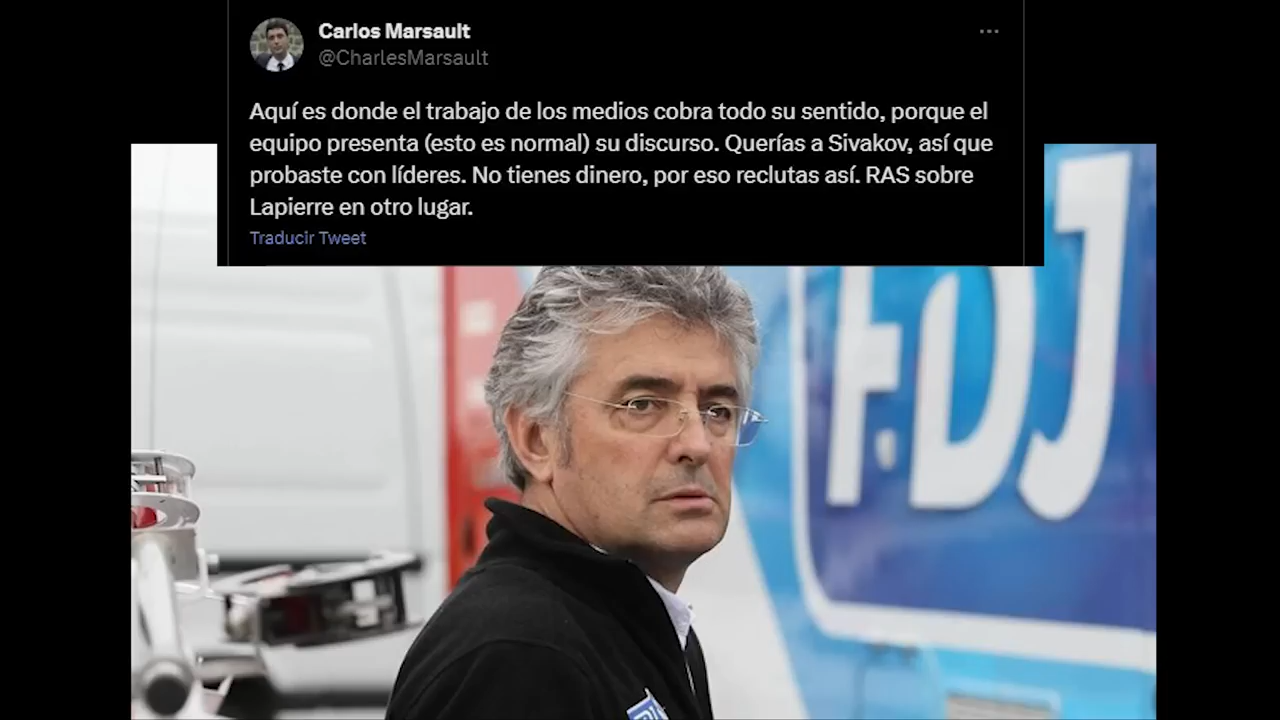 Carlos Marsault
@CharlesMarsault
Aquí es donde el trabajo de los medios cobra todo su sentido, porque el
equipo presenta (esto es normal) su discurso. Querías a Sivakov, así que
probaste con líderes. No tienes dinero, por eso reclutas así. RAS sobre
Lapierre en otro lugar.
Traducir Tweet
FDJ